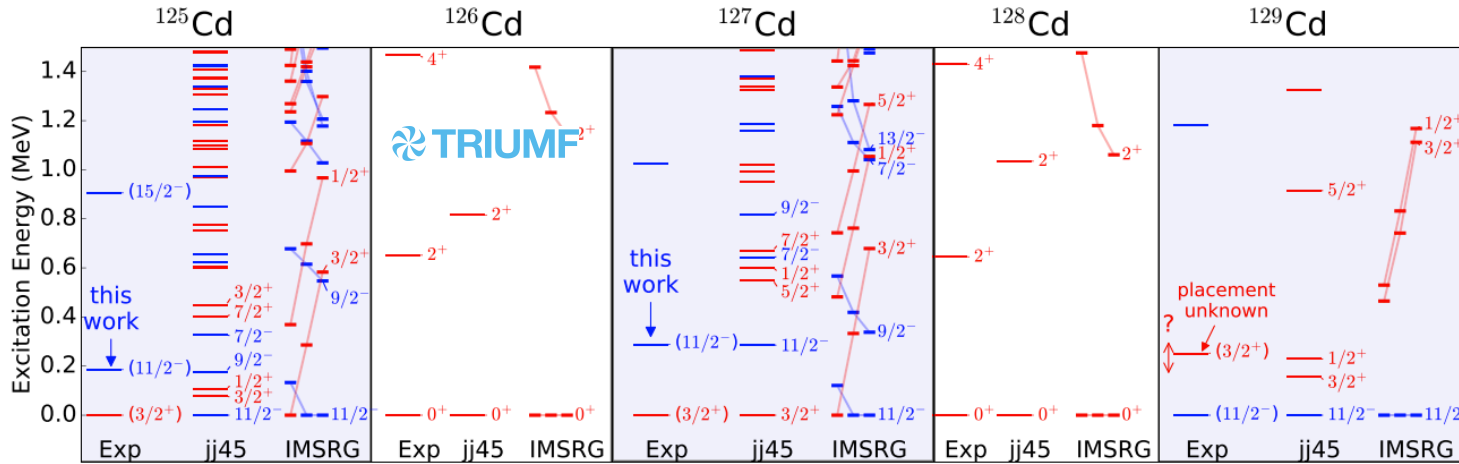 ¹²⁵Cd
¹²⁶Cd
¹²⁷Cd
¹²⁸Cd
¹²⁹Cd
Excitation Energy (MeV)
1.4
1.2
1.0
0.8
0.6
0.4
0.2
0.0
(15/2⁻)
this
work
(11/2⁻)
(3/2⁺)
3/2⁺
7/2⁺
7/2⁻
9/2⁻
1/2⁺
3/2⁺
11/2⁻
1/2⁺
3/2⁺
9/2⁻
11/2⁻
Exp
jj45
IMSRG
4⁺
TRIUMF
2⁺
2⁺
2⁺
0⁺
0⁺
0⁺
Exp
jj45
IMSRG
this
work
(11/2⁻)
(3/2⁺)
9/2⁻
7/2⁺
7/2⁻
1/2⁺
5/2⁺
11/2⁻
3/2⁺
5/2⁺
13/2⁻
1/2⁺
7/2⁻
3/2⁺
9/2⁻
11/2⁻
Exp
jj45
IMSRG
4⁺
2⁺
2⁺
2⁺
0⁺
0⁺
0⁺
Exp
jj45
IMSRG
placement
unknown
?
(3/2⁺)
(11/2⁻)
5/2⁺
1/2⁺
3/2⁺
11/2⁻
1/2⁺
3/2⁺
11/2
Exp
jj45
IMSRG